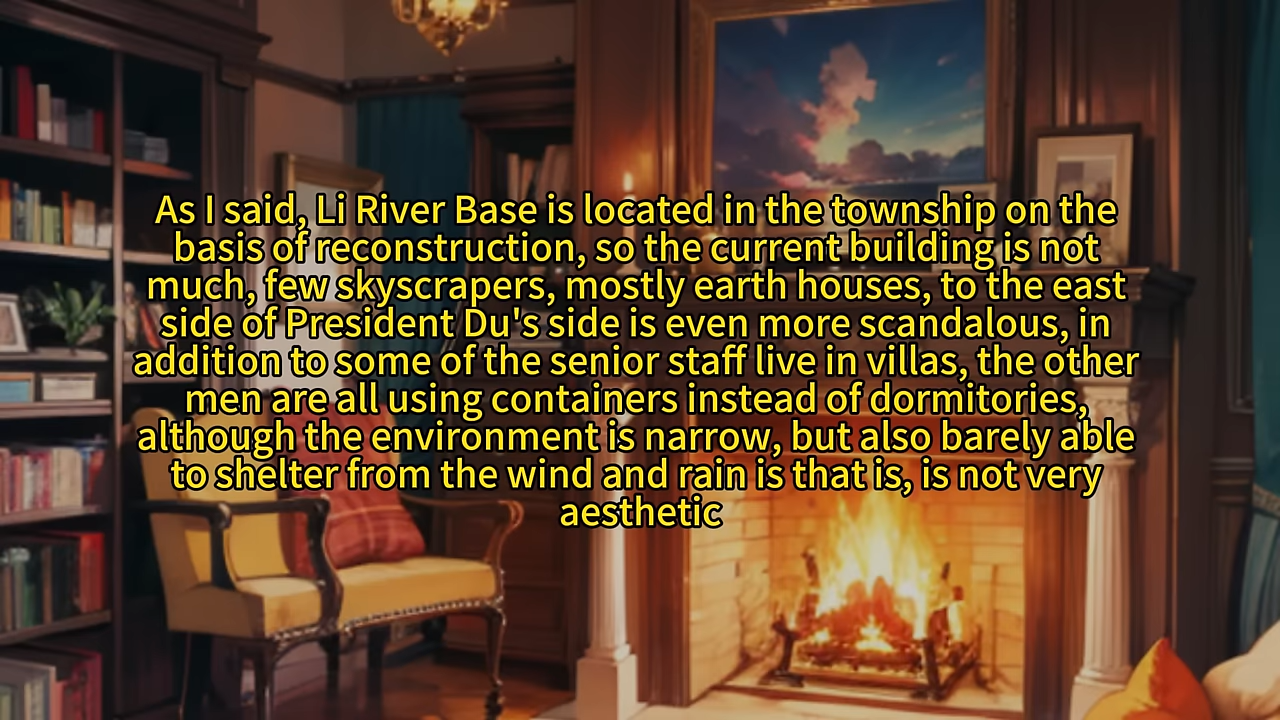 As I said, Li River Base is located in the township on the
basis of reconstruction, so the current building is not
much, few skyscrapers, mostly earth houses, to the east
side of President Du's side is even more scandalous, in
addition to some of the senior staff live in villas, the other
men are all using containers instead of dormitories,
although the environment is narrow, but also barely able
to shelter from the wind and rain is that is, is not very
aesthetic